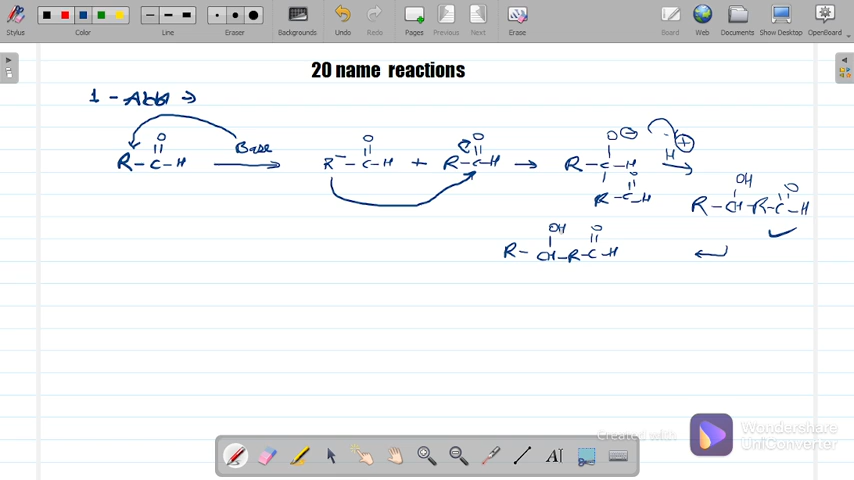 Stylus
Color
Line
Eraser
Backgrounds
Undo
Redo
Pages
Previous
Next
Erase
Board
Web
Documents
Show Desktop
OpenBoard
20 name reactions
1 - Aldol →
O O O O ⊖ ⊕
R - C - H Base R⁻ - C - H + R - C - H → R - C - H H →
R - C - H O
OH O
R - CH - R - C - H
OH O
R - CH - R - C - H ←
Created with
Wondershare
UniConverter